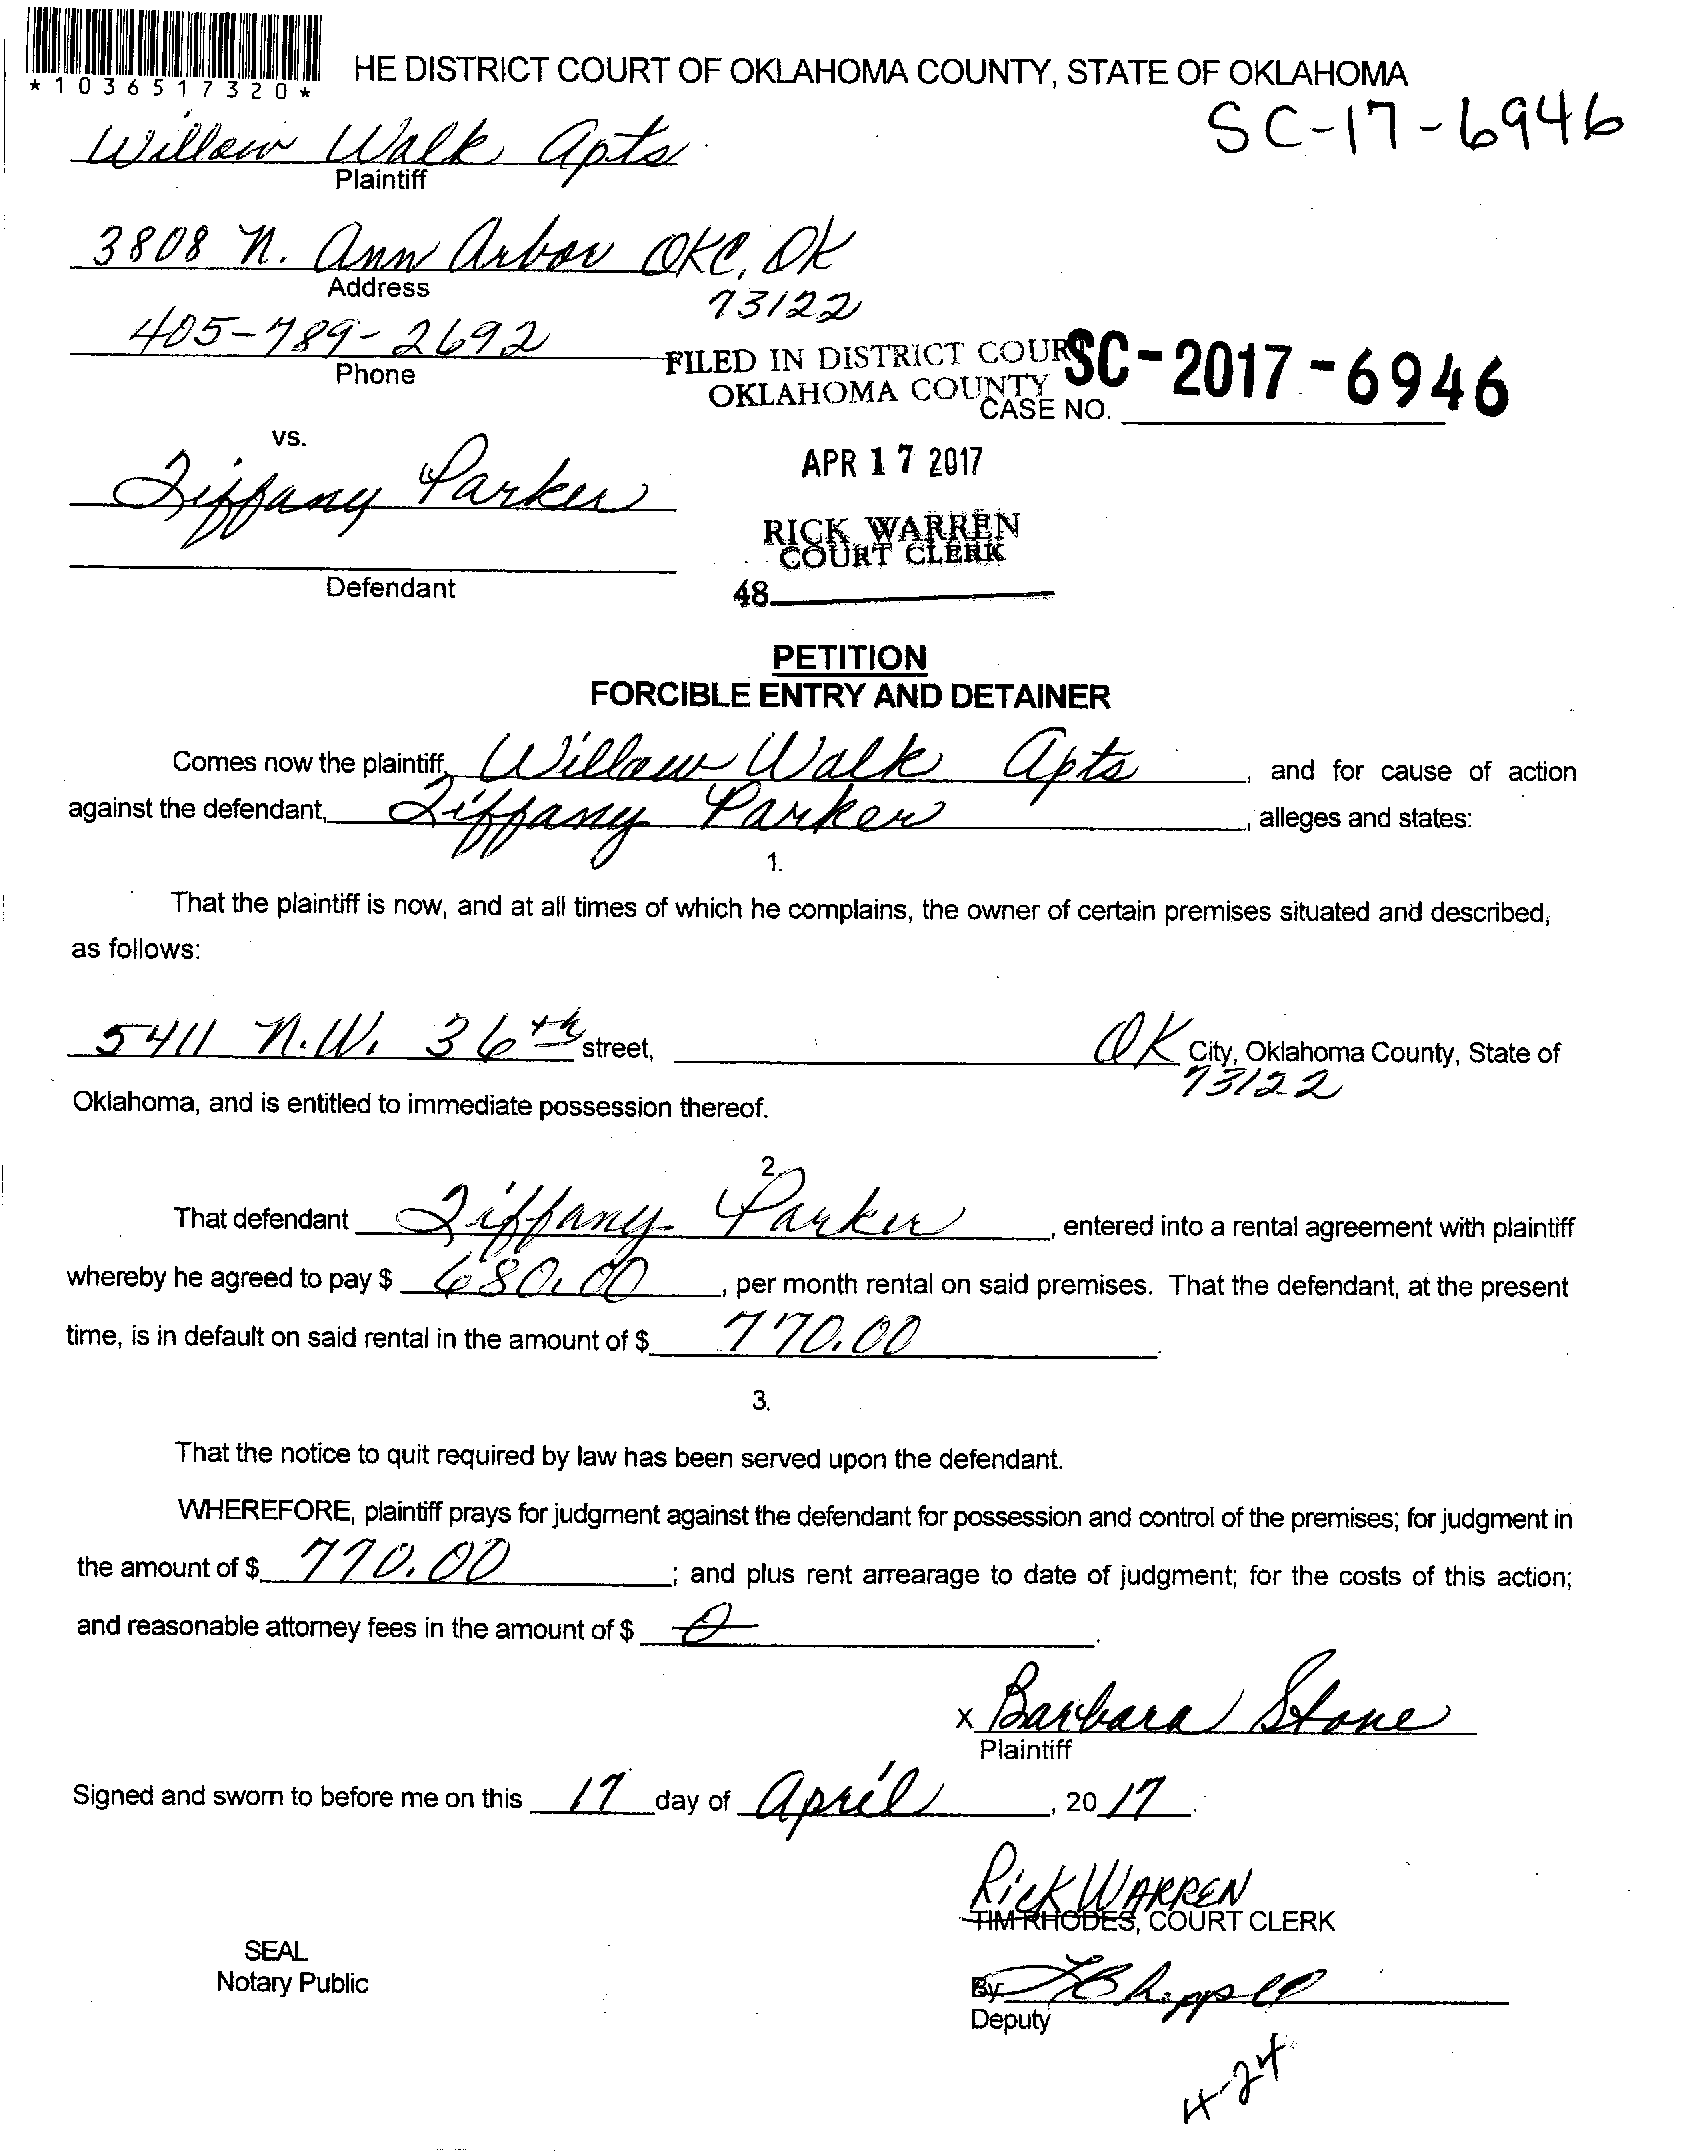 *1036517320*
HE DISTRICT COURT OF OKLAHOMA COUNTY, STATE OF OKLAHOMA
SC-17-6946
Willow Walk Apts
Plaintiff
3808 N. Ann Arbor OKC, OK
Address
73122
405-789-2692
Phone
FILED IN DISTRICT COUR
OKLAHOMA COUNTY
SC-2017-6946
CASE NO.
vs.
APR 17 2017
Tiffany Parker
RICK WARREN
COURT CLERK
Defendant
48
PETITION
FORCIBLE ENTRY AND DETAINER
Comes now the plaintiff, Willow Walk Apts, and for cause of action
against the defendant, Tiffany Parker, alleges and states:
1.
That the plaintiff is now, and at all times of which he complains, the owner of certain premises situated and described,
as follows:
5411 N.W. 36th street, OK City, Oklahoma County, State of
73122
Oklahoma, and is entitled to immediate possession thereof.
2.
That defendant Tiffany Parker, entered into a rental agreement with plaintiff
whereby he agreed to pay $ 680.00, per month rental on said premises. That the defendant, at the present
time, is in default on said rental in the amount of $ 770.00.
3.
That the notice to quit required by law has been served upon the defendant.
WHEREFORE, plaintiff prays for judgment against the defendant for possession and control of the premises; for judgment in
the amount of $ 770.00; and plus rent arrearage to date of judgment; for the costs of this action;
and reasonable attorney fees in the amount of $ 0.
x Barbara Stone
Plaintiff
Signed and sworn to before me on this 17 day of April, 2017.
Rick WARREN
TIM RHODES, COURT CLERK
SEAL
Notary Public
By
Deputy
4-24